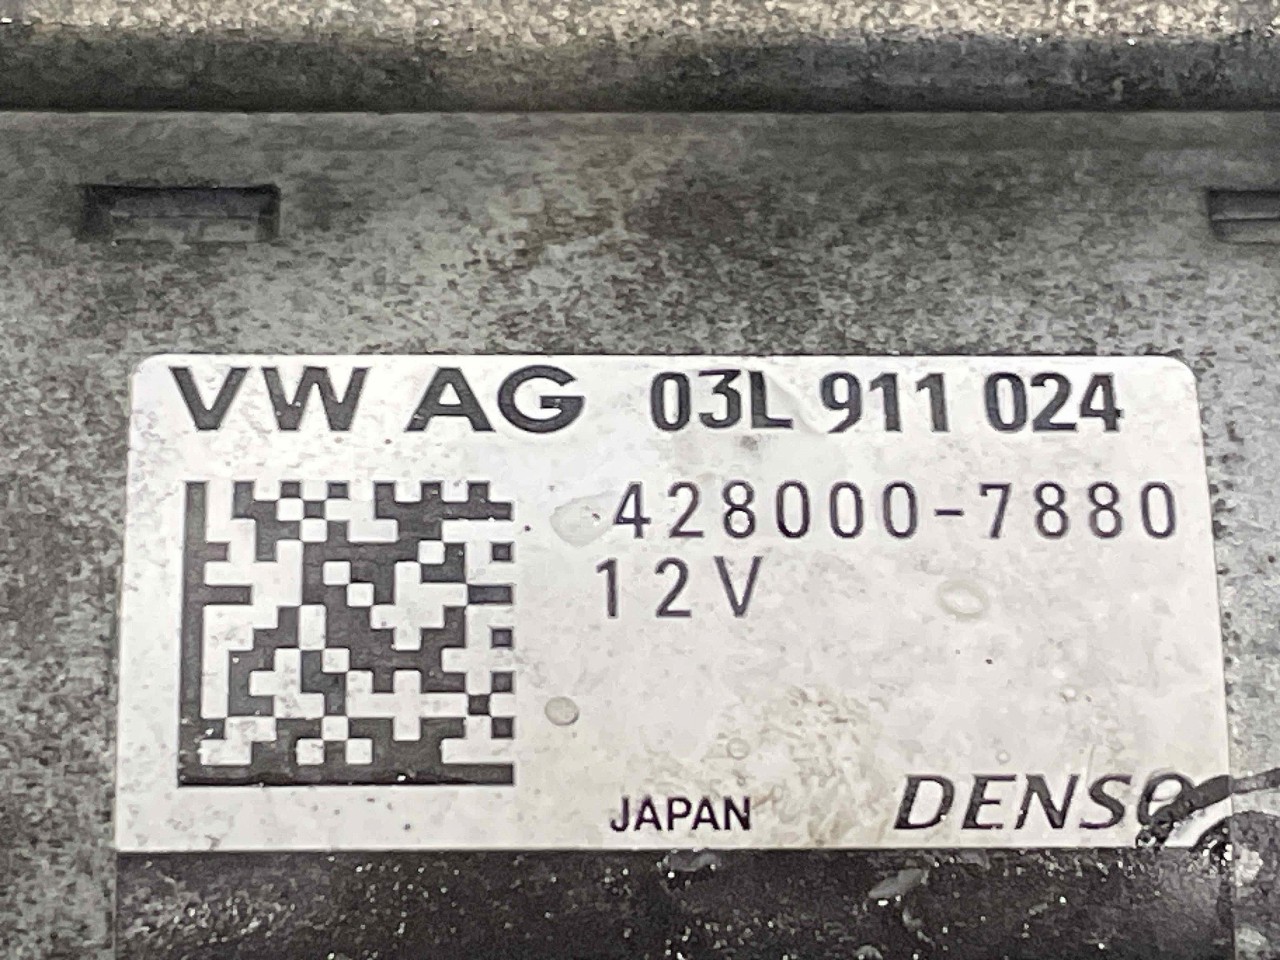 VW AG 03L 911 024
428000-7880
12V
JAPAN DENSO